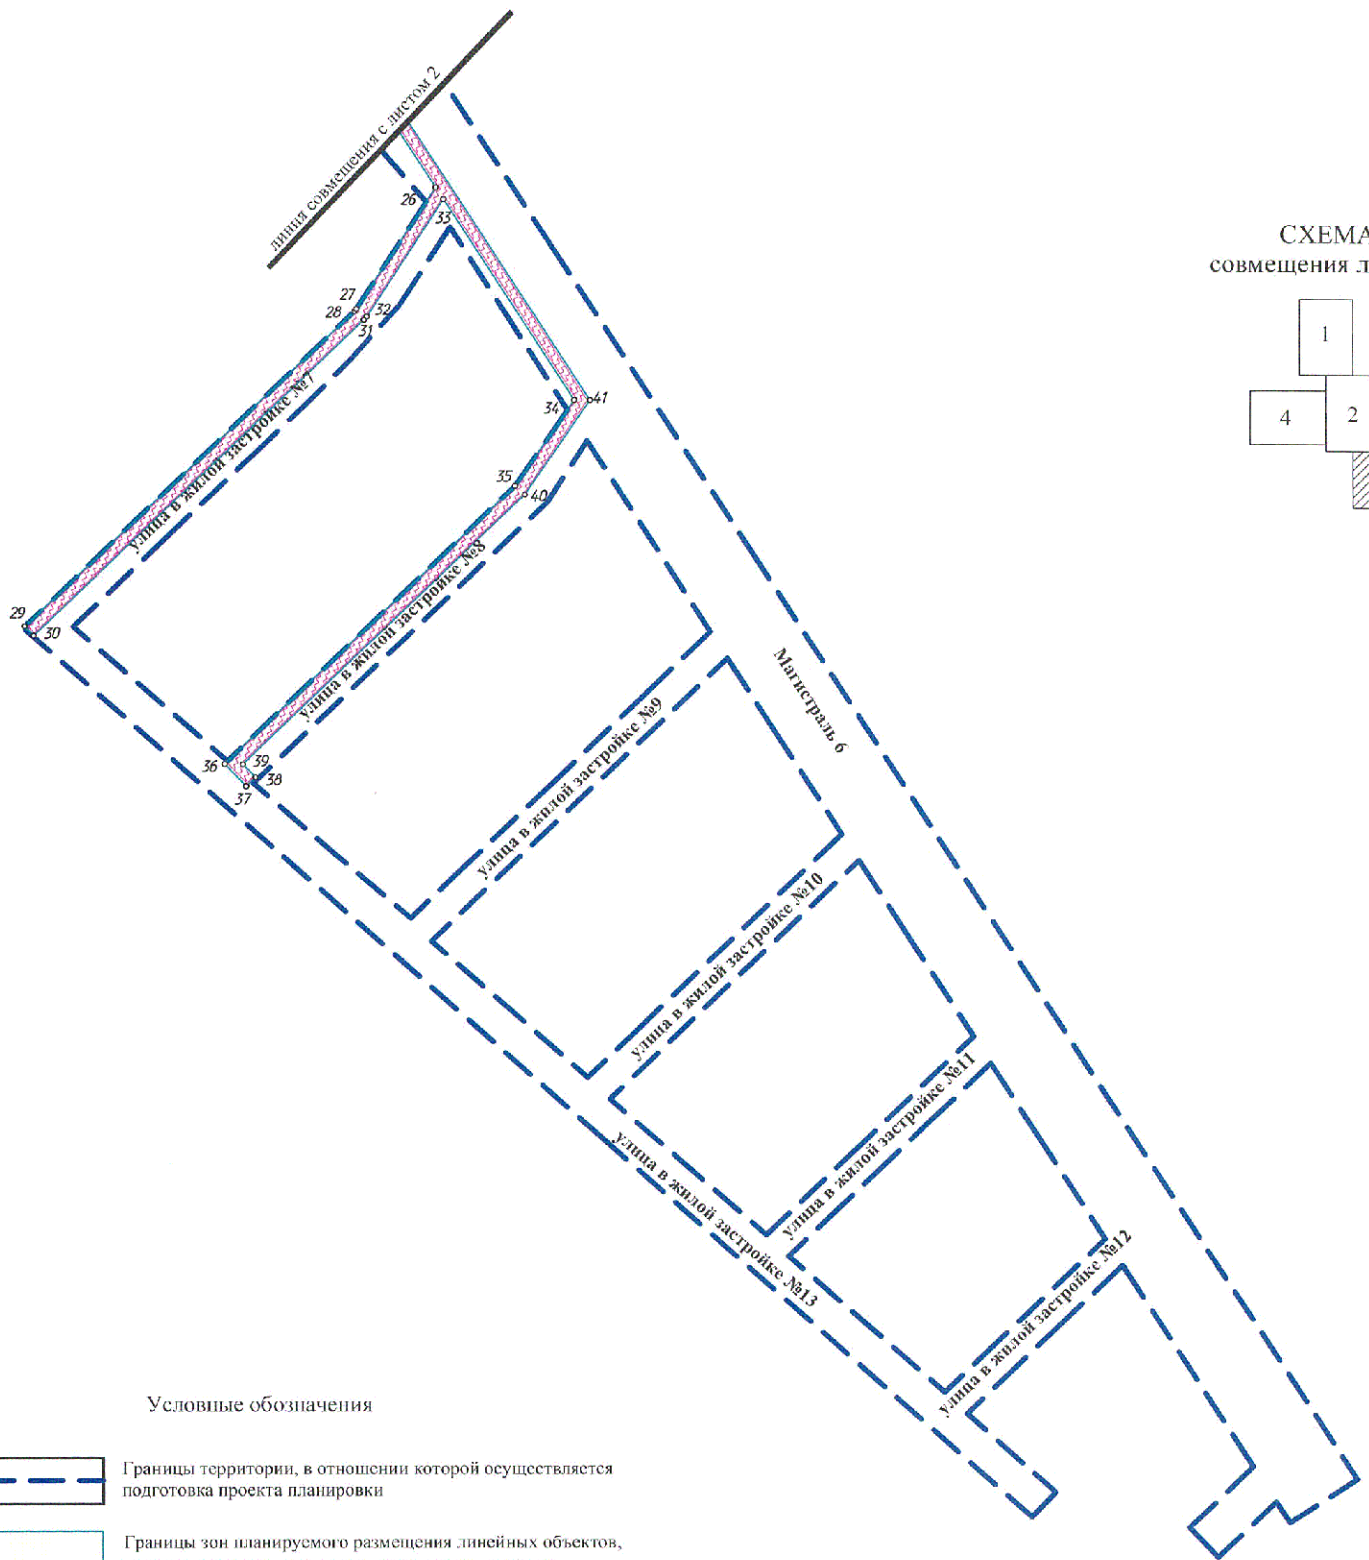 линия совмещения с листом 2
СХЕМА
совмещения л
1
4
2
26
33
27
28
32
31
улица в жилой застройке №7
34
41
35
40
улица в жилой застройке №8
29
30
36
39
38
37
Магистраль 6
улица в жилой застройке №9
улица в жилой застройке №10
улица в жилой застройке №11
улица в жилой застройке №13
улица в жилой застройке №12
Условные обозначения
Границы территории, в отношении которой осуществляется
подготовка проекта планировки
Границы зон планируемого размещения линейных объектов,